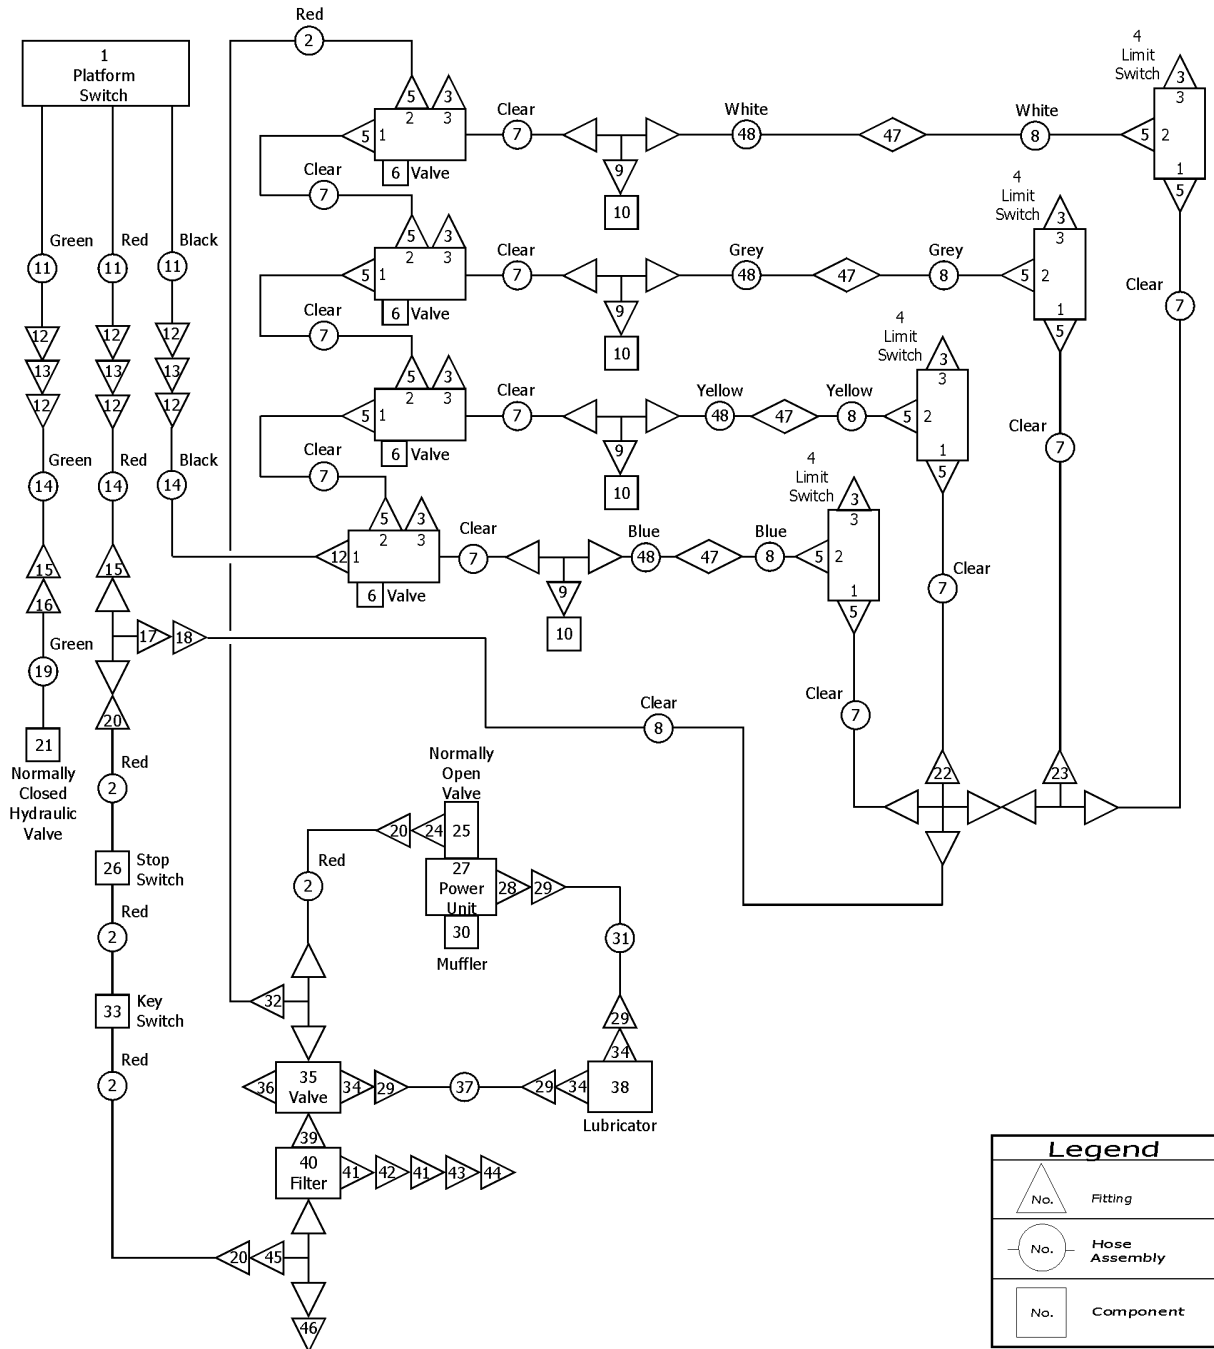 Red
2
1
Platform
Switch
4
Limit
Switch
3
3
5 2
1
5
5 3
2 3
5 1
6 Valve
Clear
7
9
10
White
48
47
White
8
Clear
7
4
Limit
Switch
3
3
5 2
1
5
5 3
2 3
5 1
6 Valve
Clear
7
9
10
Grey
48
47
Grey
8
Clear
7
Green
11
Red
11
Black
11
Clear
7
12 12 12
13 13 13
12 12 12
4
Limit
Switch
3
3
5 2
1
5
5 3
2 3
5 1
6 Valve
Clear
7
9
10
Yellow
48
47
Yellow
8
Clear
7
Green
14
Red
14
Black
14
Clear
7
4
Limit
Switch
3
3
5 2
1
5
5 3
2 3
12 1
6 Valve
Clear
7
9
10
Blue
48
47
Blue
8
Clear
7
15 15
16
17 18
Green
19
20
21
Normally
Closed
Hydraulic
Valve
Clear
8
Clear
7
22 23
Red
2
26 Stop
Switch
Red
2
33 Key
Switch
Red
2
Normally
Open
Valve
20 24 25
Red
2
27
Power
Unit
28 29
30
Muffler
31
32
29
34
36
35
Valve
34 29
37
29 34
38
Lubricator
39
40
Filter
41 42 41 43 44
20 45
46
Legend
No. Fitting
No. Hose
Assembly
No. Component